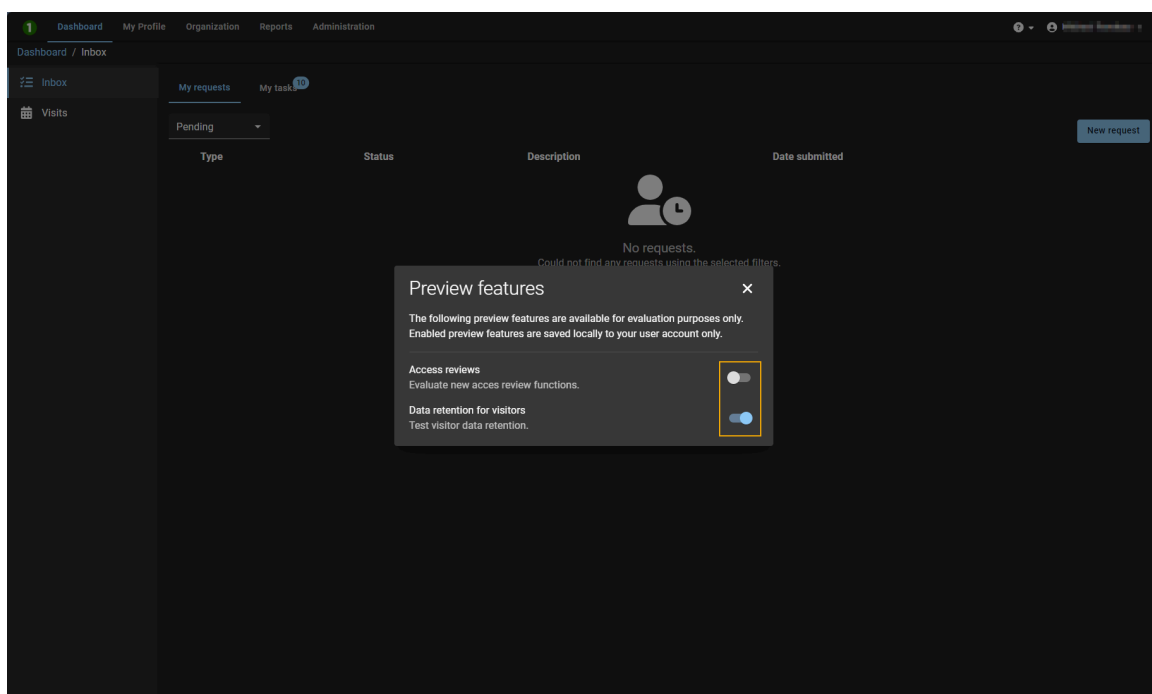 1 Dashboard My Profile Organization Reports Administration
Dashboard / Inbox
Inbox
Visits
My requests My tasks 10
Pending
New request
Type Status Description Date submitted
No requests.
Could not find any requests using the selected filters.
Preview features
The following preview features are available for evaluation purposes only.
Enabled preview features are saved locally to your user account only.
Access reviews
Evaluate new acces review functions.
Data retention for visitors
Test visitor data retention.